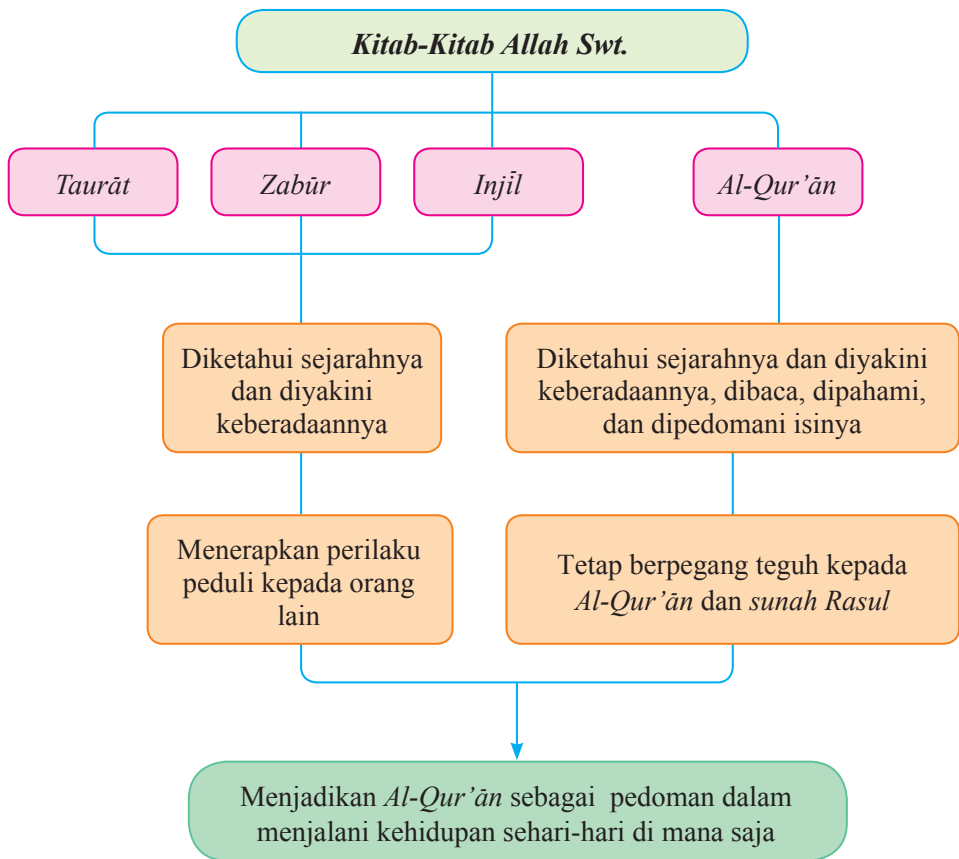 Kitab-Kitab Allah Swt.
Taurāt
Zabūr
Injīl
Al-Qur’ān
Diketahui sejarahnya
dan diyakini
keberadaannya
Diketahui sejarahnya dan diyakini
keberadaannya, dibaca, dipahami,
dan dipedomani isinya
Menerapkan perilaku
peduli kepada orang
lain
Tetap berpegang teguh kepada
Al-Qur’ān dan sunah Rasul
Menjadikan Al-Qur’ān sebagai pedoman dalam
menjalani kehidupan sehari-hari di mana saja